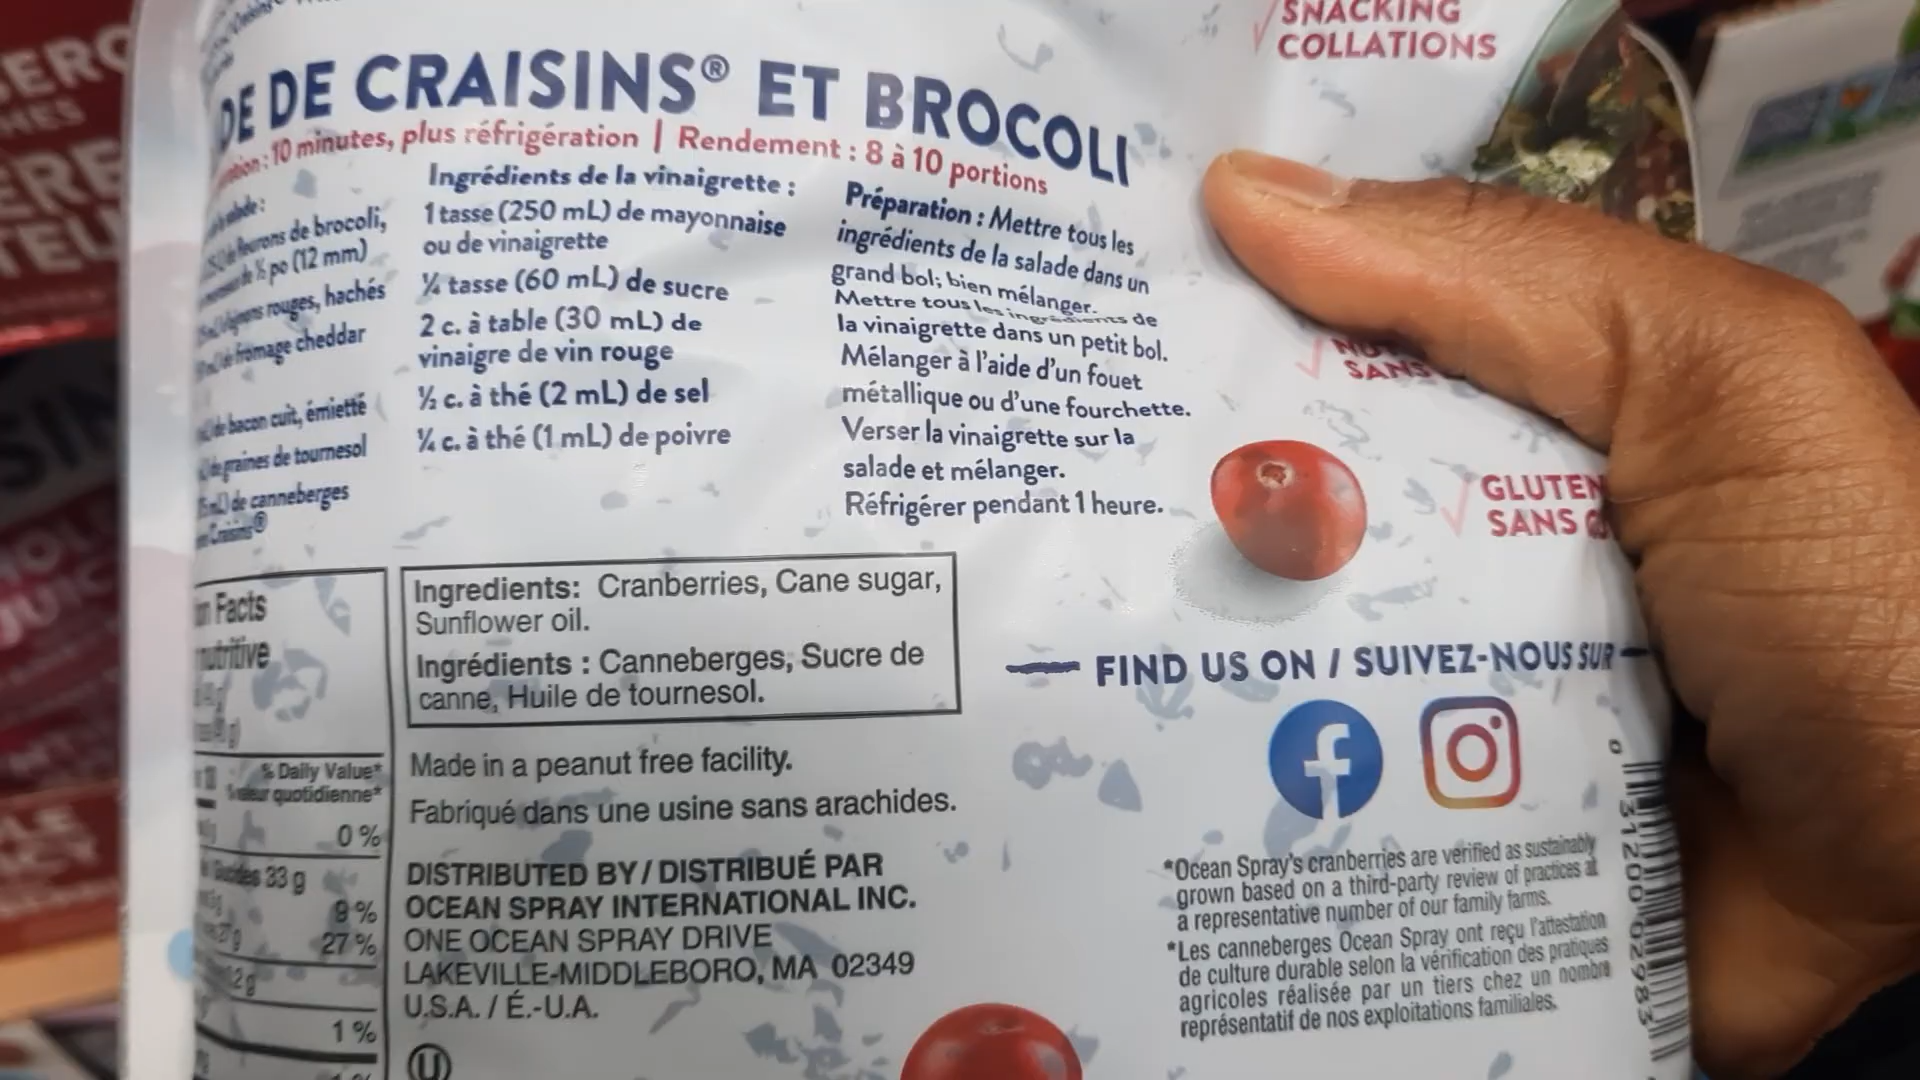 SNACKING
COLLATIONS
DE DE CRAISINS® ET BROCOLI
10 minutes, plus réfrigération | Rendement : 8 à 10 portions
fleurons de brocoli,
½ po (12 mm)
rouges, hachés
fromage cheddar
de bacon cuit, émietté
graines de tournesol
de canneberges
Craisins®
Ingrédients de la vinaigrette :
1 tasse (250 mL) de mayonnaise
ou de vinaigrette
¼ tasse (60 mL) de sucre
2 c. à table (30 mL) de
vinaigre de vin rouge
½ c. à thé (2 mL) de sel
¼ c. à thé (1 mL) de poivre
Préparation : Mettre tous les
ingrédients de la salade dans un
grand bol; bien mélanger.
Mettre tous les ingrédients de
la vinaigrette dans un petit bol.
Mélanger à l'aide d'un fouet
métallique ou d'une fourchette.
Verser la vinaigrette sur la
salade et mélanger.
Réfrigérer pendant 1 heure.
SANS
GLUTEN
SANS
Facts
nutritive
% Daily Value*
% valeur quotidienne*
0 %
Glucides 33 g
9 %
27 %
1 %
Ingredients: Cranberries, Cane sugar,
Sunflower oil.
Ingrédients : Canneberges, Sucre de
canne, Huile de tournesol.
Made in a peanut free facility.
Fabriqué dans une usine sans arachides.
DISTRIBUTED BY / DISTRIBUÉ PAR
OCEAN SPRAY INTERNATIONAL INC.
ONE OCEAN SPRAY DRIVE
LAKEVILLE-MIDDLEBORO, MA 02349
U.S.A. / É.-U.A.
U
FIND US ON / SUIVEZ-NOUS SUR
*Ocean Spray's cranberries are verified as sustainably
grown based on a third-party review of practices at
a representative number of our family farms.
*Les canneberges Ocean Spray ont reçu l'attestation
de culture durable selon la vérification des pratiques
agricoles réalisée par un tiers chez un nombre
représentatif de nos exploitations familiales.
0 31200 02983